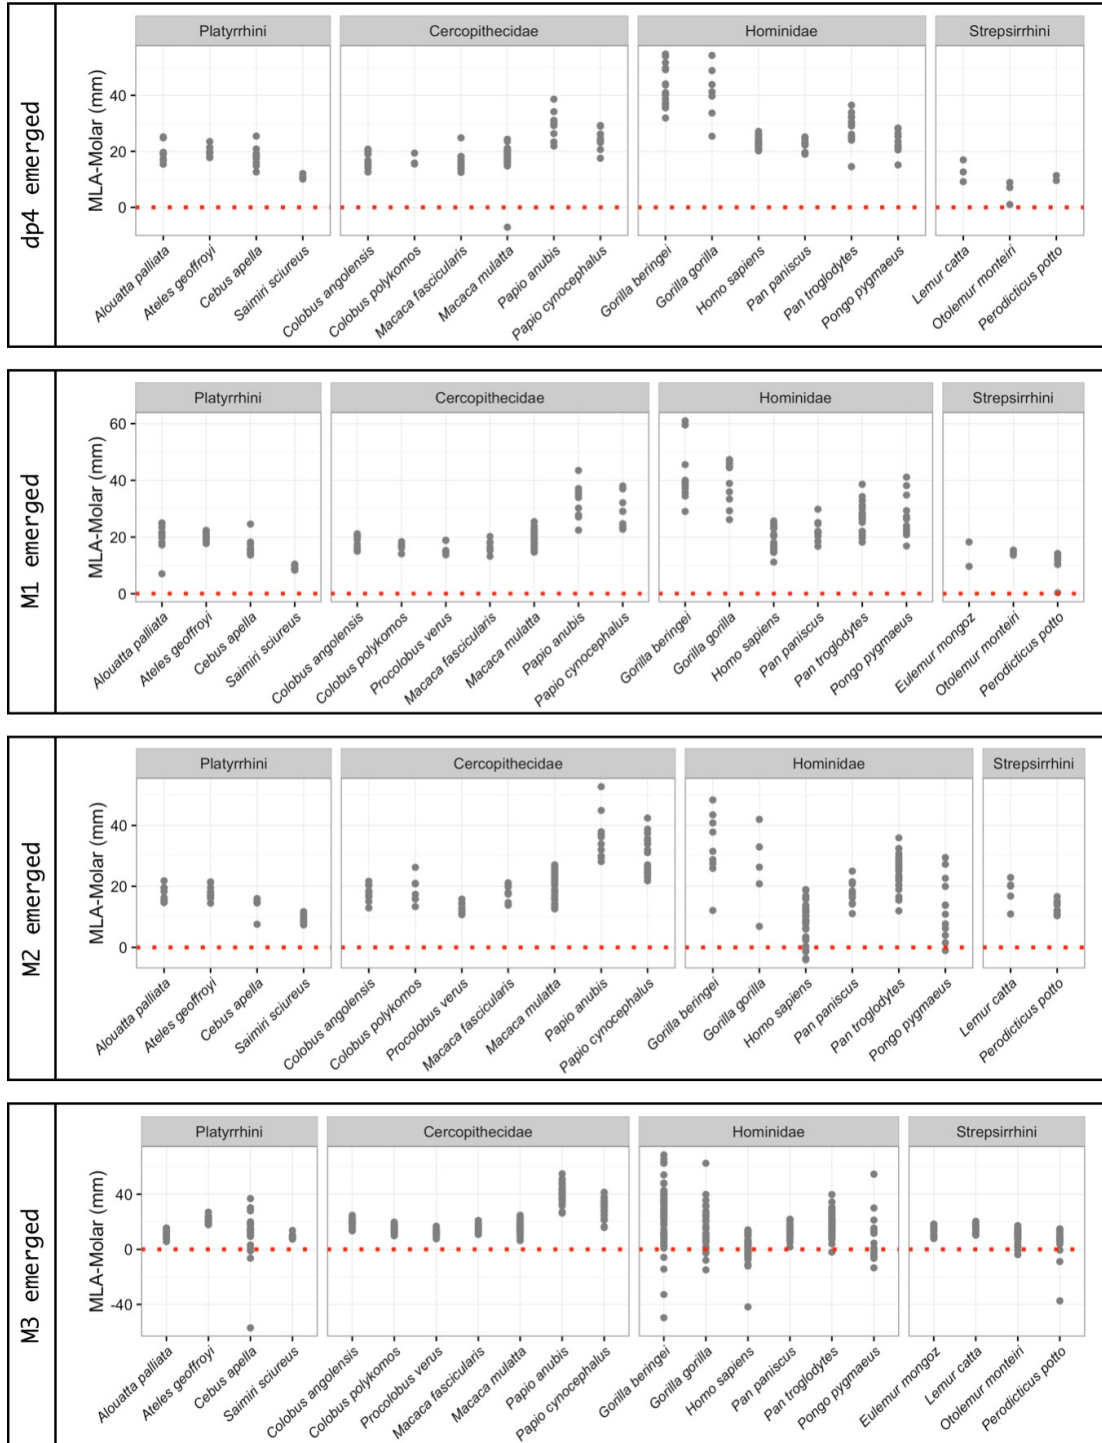 dp4 emerged
Platyrrhini Cercopithecidae Hominidae Strepsirrhini
MLA-Molar (mm)
40
20
0
Alouatta palliata Ateles geoffroyi Cebus apella Saimiri sciureus Colobus angolensis Colobus polykomos Macaca fascicularis Macaca mulatta Papio anubis Papio cynocephalus Gorilla beringei Gorilla gorilla Homo sapiens Pan paniscus Pan troglodytes Pongo pygmaeus Lemur catta Otolemur monteiri Perodicticus potto
M1 emerged
Platyrrhini Cercopithecidae Hominidae Strepsirrhini
MLA-Molar (mm)
60
40
20
0
Alouatta palliata Ateles geoffroyi Cebus apella Saimiri sciureus Colobus angolensis Colobus polykomos Procolobus verus Macaca fascicularis Macaca mulatta Papio anubis Papio cynocephalus Gorilla beringei Gorilla gorilla Homo sapiens Pan paniscus Pan troglodytes Pongo pygmaeus Eulemur mongoz Otolemur monteiri Perodicticus potto
M2 emerged
Platyrrhini Cercopithecidae Hominidae Strepsirrhini
MLA-Molar (mm)
40
20
0
Alouatta palliata Ateles geoffroyi Cebus apella Saimiri sciureus Colobus angolensis Colobus polykomos Procolobus verus Macaca fascicularis Macaca mulatta Papio anubis Papio cynocephalus Gorilla beringei Gorilla gorilla Homo sapiens Pan paniscus Pan troglodytes Pongo pygmaeus Lemur catta Perodicticus potto
M3 emerged
Platyrrhini Cercopithecidae Hominidae Strepsirrhini
MLA-Molar (mm)
40
0
-40
Alouatta palliata Ateles geoffroyi Cebus apella Saimiri sciureus Colobus angolensis Colobus polykomos Procolobus verus Macaca fascicularis Macaca mulatta Papio anubis Papio cynocephalus Gorilla beringei Gorilla gorilla Homo sapiens Pan paniscus Pan troglodytes Pongo pygmaeus Eulemur mongoz Lemur catta Otolemur monteiri Perodicticus potto